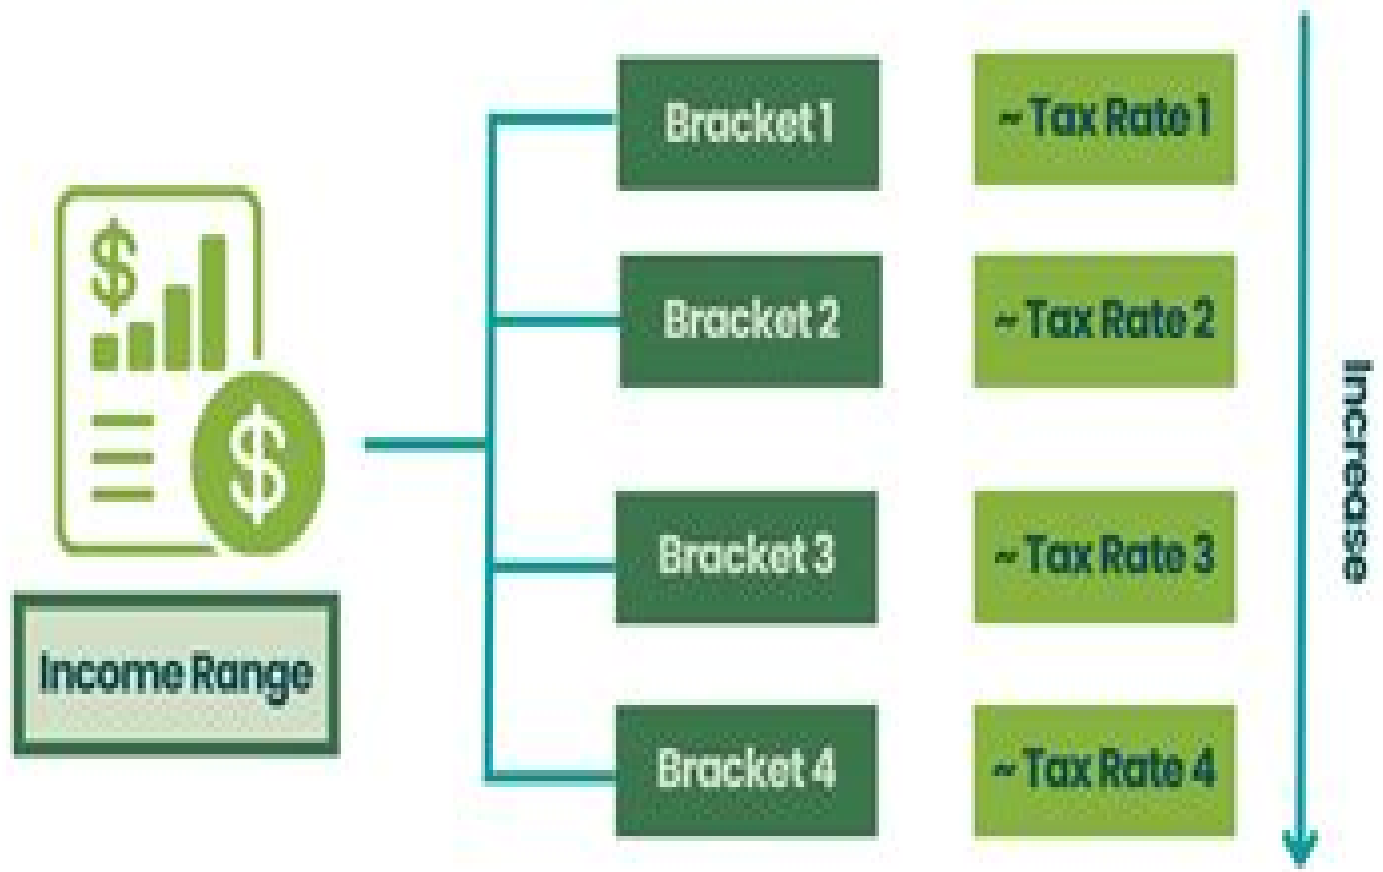 $
$
Income Range
Bracket 1
~ Tax Rate 1
Bracket 2
~ Tax Rate 2
Bracket 3
~ Tax Rate 3
Bracket 4
~ Tax Rate 4
Increase